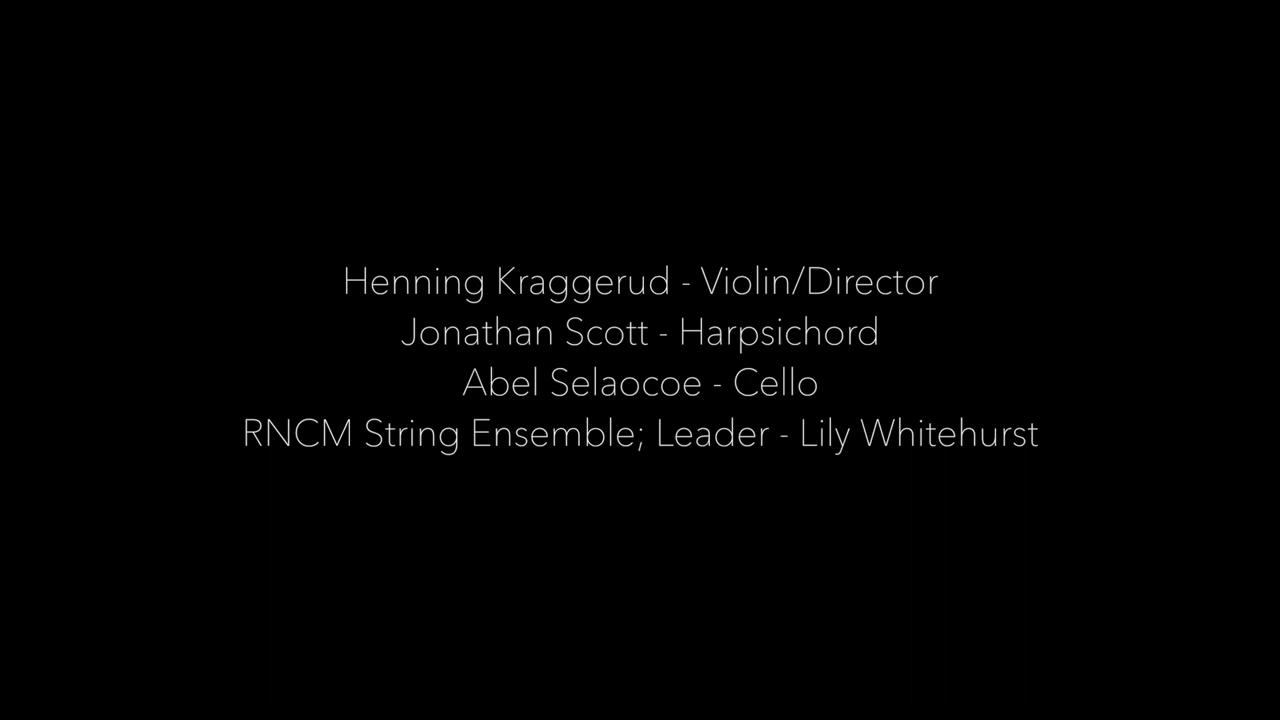 Henning Kraggerud - Violin/Director
Jonathan Scott - Harpsichord
Abel Selaocoe - Cello
RNCM String Ensemble; Leader - Lily Whitehurst